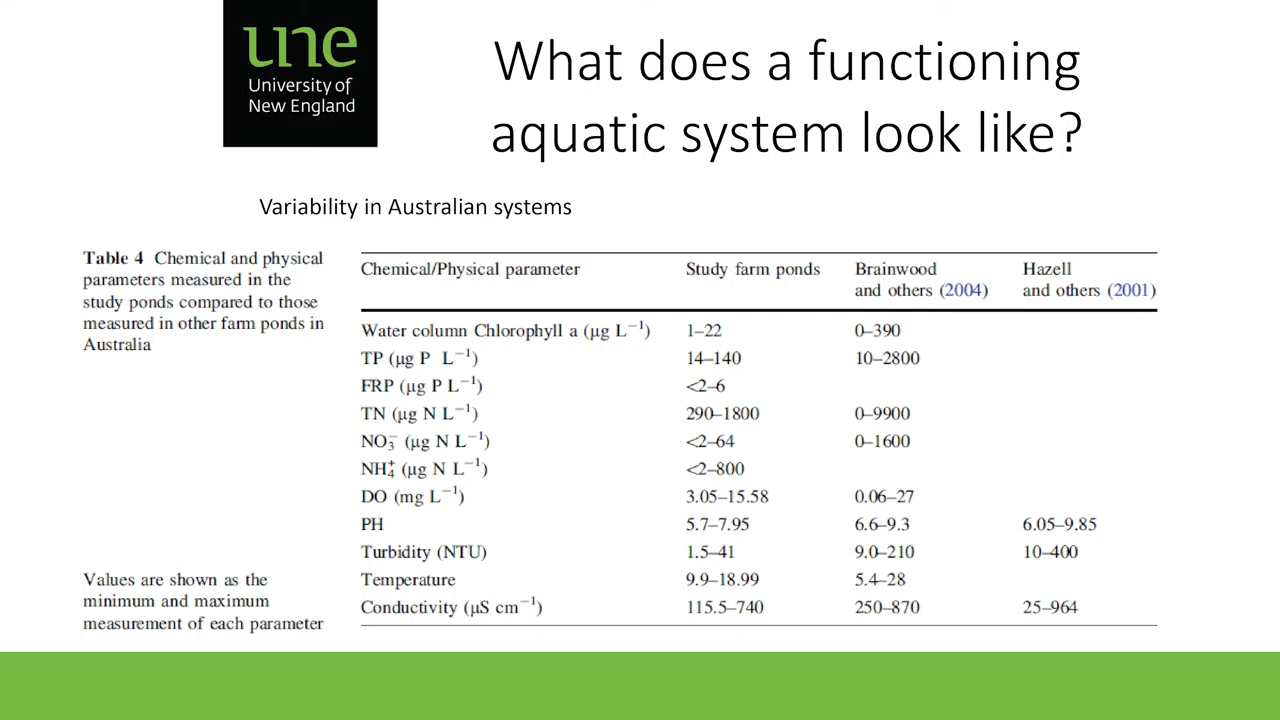 une
University of
New England
What does a functioning
aquatic system look like?
Variability in Australian systems
Table 4 Chemical and physical
parameters measured in the
study ponds compared to those
measured in other farm ponds in
Australia
Values are shown as the
minimum and maximum
measurement of each parameter
Chemical/Physical parameter Study farm ponds Brainwood and others (2004) Hazell and others (2001)
Water column Chlorophyll a (μg L⁻¹) 1–22 0–390
TP (μg P L⁻¹) 14–140 10–2800
FRP (μg P L⁻¹) <2–6
TN (μg N L⁻¹) 290–1800 0–9900
NO₃⁻ (μg N L⁻¹) <2–64 0–1600
NH₄⁺ (μg N L⁻¹) <2–800
DO (mg L⁻¹) 3.05–15.58 0.06–27
PH 5.7–7.95 6.6–9.3 6.05–9.85
Turbidity (NTU) 1.5–41 9.0–210 10–400
Temperature 9.9–18.99 5.4–28
Conductivity (μS cm⁻¹) 115.5–740 250–870 25–964